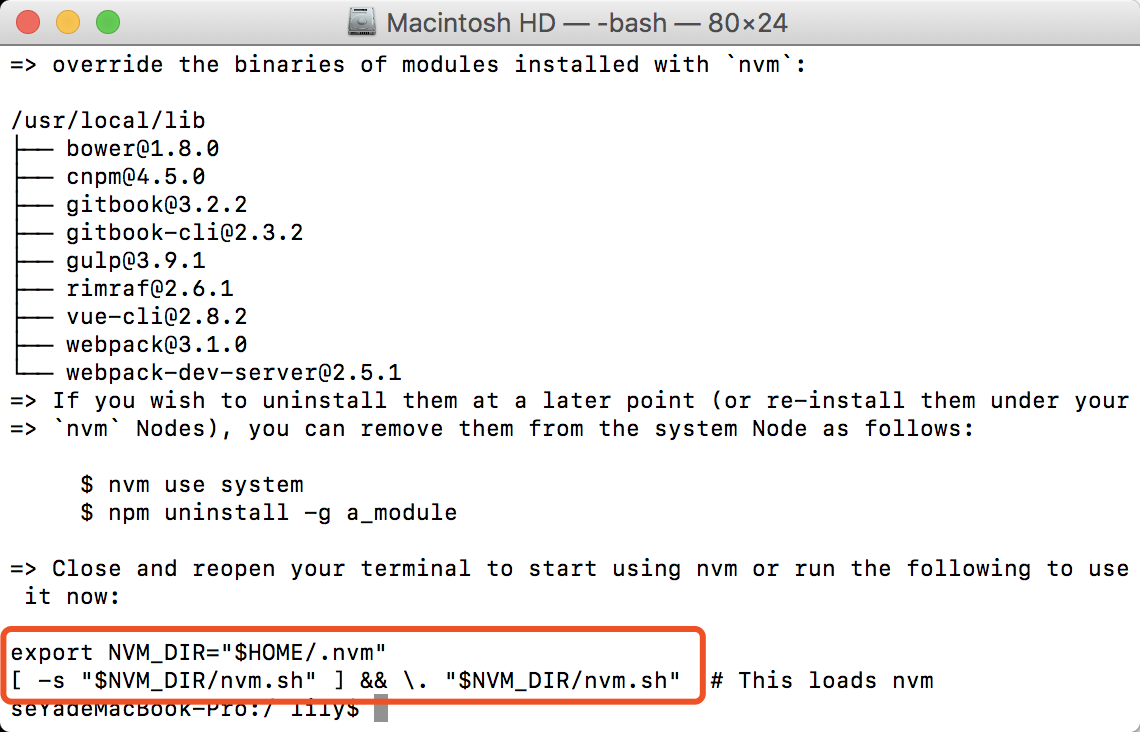 Macintosh HD — -bash — 80×24
=> override the binaries of modules installed with `nvm`:
/usr/local/lib
├── bower@1.8.0
├── cnpm@4.5.0
├── gitbook@3.2.2
├── gitbook-cli@2.3.2
├── gulp@3.9.1
├── rimraf@2.6.1
├── vue-cli@2.8.2
├── webpack@3.1.0
└── webpack-dev-server@2.5.1
=> If you wish to uninstall them at a later point (or re-install them under your
=> `nvm` Nodes), you can remove them from the system Node as follows:
$ nvm use system
$ npm uninstall -g a_module
=> Close and reopen your terminal to start using nvm or run the following to use
it now:
export NVM_DIR="$HOME/.nvm"
[ -s "$NVM_DIR/nvm.sh" ] && \. "$NVM_DIR/nvm.sh" # This loads nvm
seYadeMacBook-Pro:/ lily$